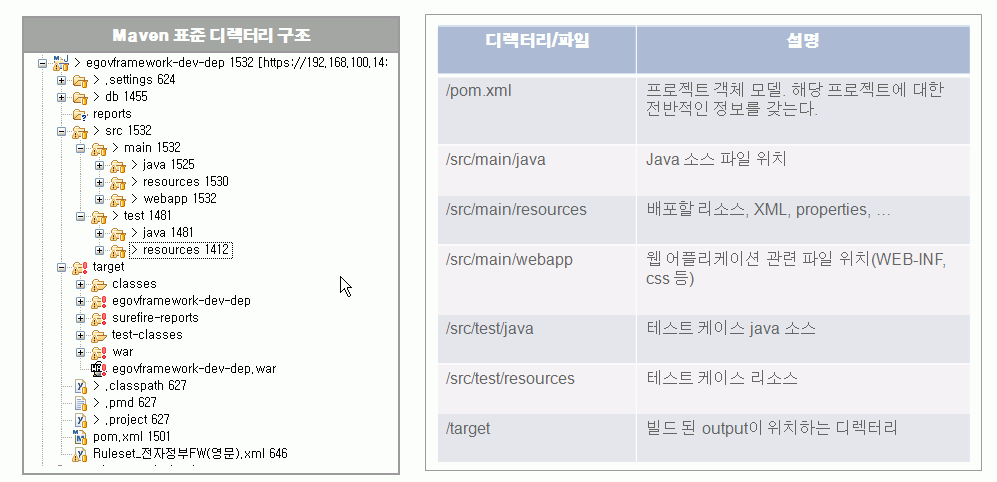 Maven 표준 디렉터리 구조
> egovframework-dev-dep 1532 [https://192.168.100.14:
> .settings 624
> db 1455
reports
> src 1532
> main 1532
> java 1525
> resources 1530
> webapp 1532
> test 1481
> java 1481
> resources 1412
target
classes
egovframework-dev-dep
surefire-reports
test-classes
war
egovframework-dev-dep.war
> .classpath 627
> .pmd 627
> .project 627
pom.xml 1501
Ruleset_전자정부FW(영문).xml 646
디렉터리/파일 설명
/pom.xml 프로젝트 객체 모델. 해당 프로젝트에 대한
전반적인 정보를 갖는다.
/src/main/java Java 소스 파일 위치
/src/main/resources 배포할 리소스, XML, properties, …
/src/main/webapp 웹 어플리케이션 관련 파일 위치(WEB-INF,
css 등)
/src/test/java 테스트 케이스 java 소스
/src/test/resources 테스트 케이스 리소스
/target 빌드 된 output이 위치하는 디렉터리